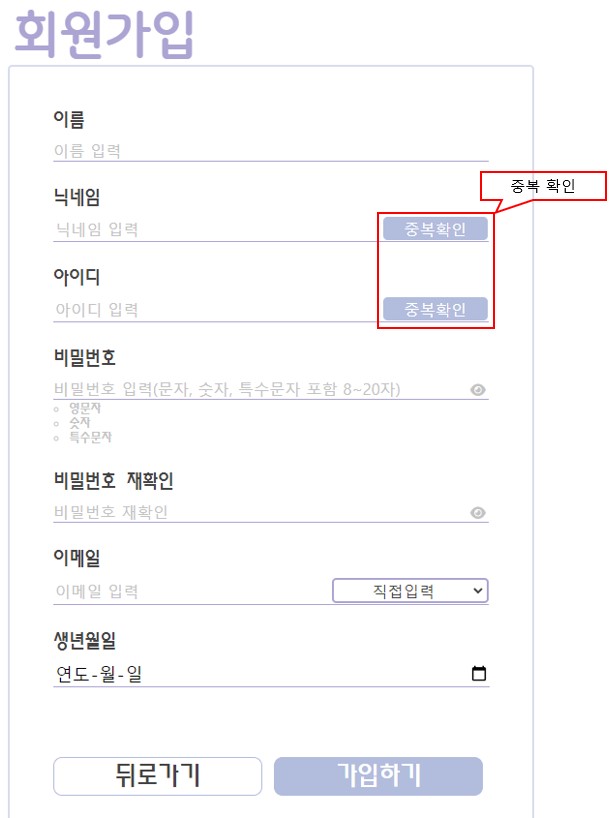 회원가입
이름
이름 입력
중복 확인
닉네임
닉네임 입력 중복확인
아이디
아이디 입력 중복확인
비밀번호
비밀번호 입력(문자, 숫자, 특수문자 포함 8~20자)
영문자
숫자
특수문자
비밀번호 재확인
비밀번호 재확인
이메일
이메일 입력 직접입력
생년월일
연도-월-일
뒤로가기 가입하기